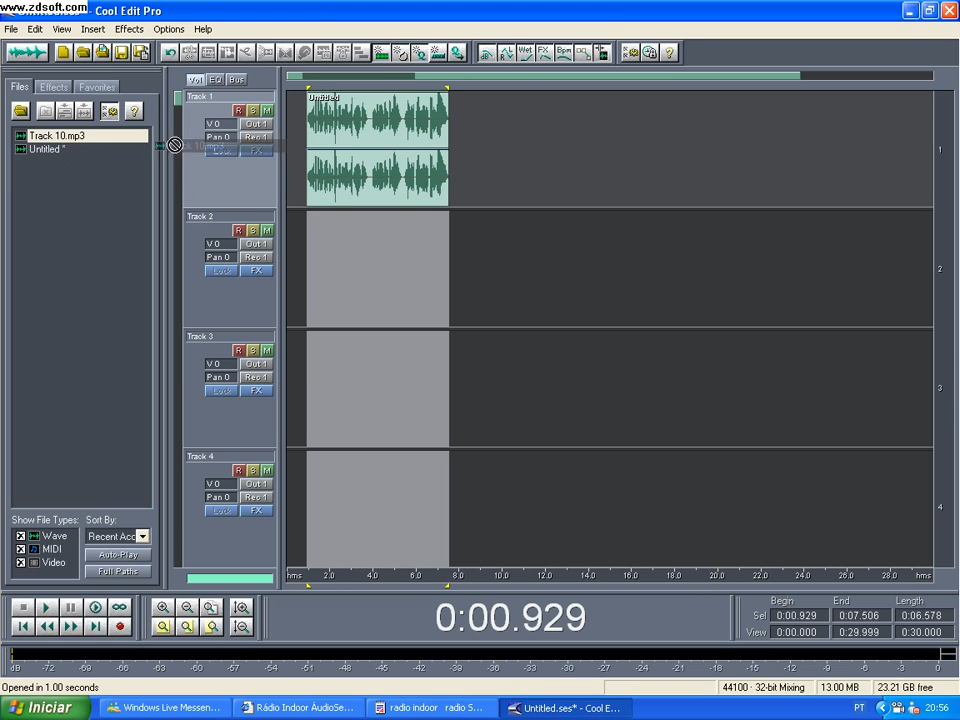 www.zdsoft.com
Cool Edit Pro
File Edit View Insert Effects Options Help
Files Effects Favorites
Track 10.mp3
Untitled *
Show File Types: Sort By:
Wave
MIDI
Video
Recent Acc
Auto-Play
Full Paths
Vol EQ Bus
Track 1
R S M
V 0 Out 1
Pan 0 Rec 1
FX
Track 2
R S M
V 0 Out 1
Pan 0 Rec 1
Lock FX
Track 3
R S M
V 0 Out 1
Pan 0 Rec 1
Lock FX
Track 4
R S M
V 0 Out 1
Pan 0 Rec 1
Lock FX
Untitled
1
2
3
4
hms 2.0 4.0 6.0 8.0 10.0 12.0 14.0 16.0 18.0 20.0 22.0 24.0 26.0 28.0 hms
0:00.929
Begin End Length
Sel 0:00.929 0:07.506 0:06.578
View 0:00.000 0:29.999 0:30.000
dB -72 -69 -66 -63 -60 -57 -54 -51 -48 -45 -42 -39 -36 -33 -30 -27 -24 -21 -18 -15 -12 -9 -6 -3 0
Opened in 1.00 seconds
44100 · 32-bit Mixing 13.00 MB 23.21 GB free
Iniciar
Windows Live Messen...
Rádio Indoor ÁudioSe...
radio indoor radio S...
Untitled.ses* - Cool E...
PT
20:56